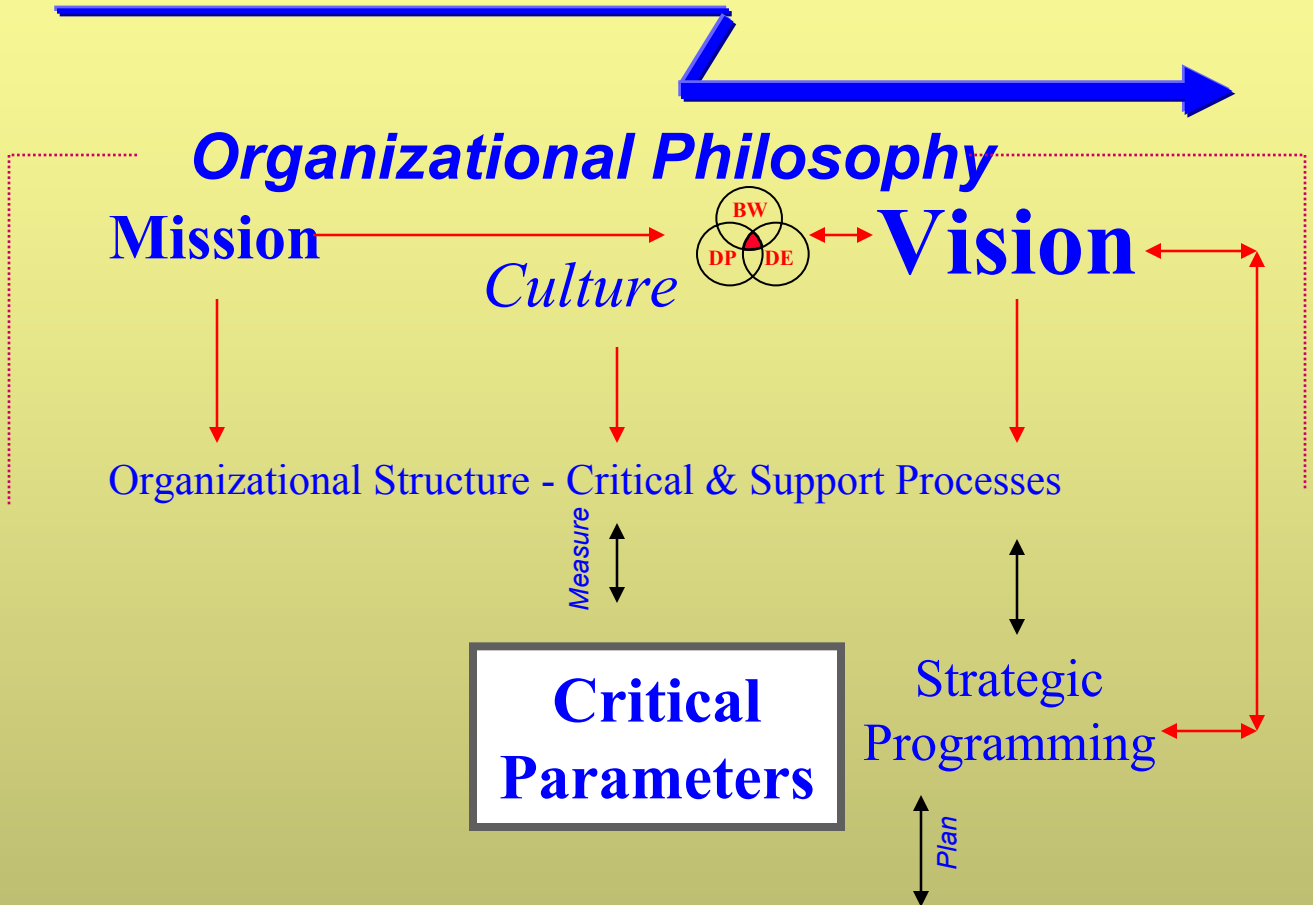 Organizational Philosophy
Mission
BW
DP DE
Vision
Culture
Organizational Structure - Critical & Support Processes
Measure
Critical
Parameters
Strategic
Programming
Plan